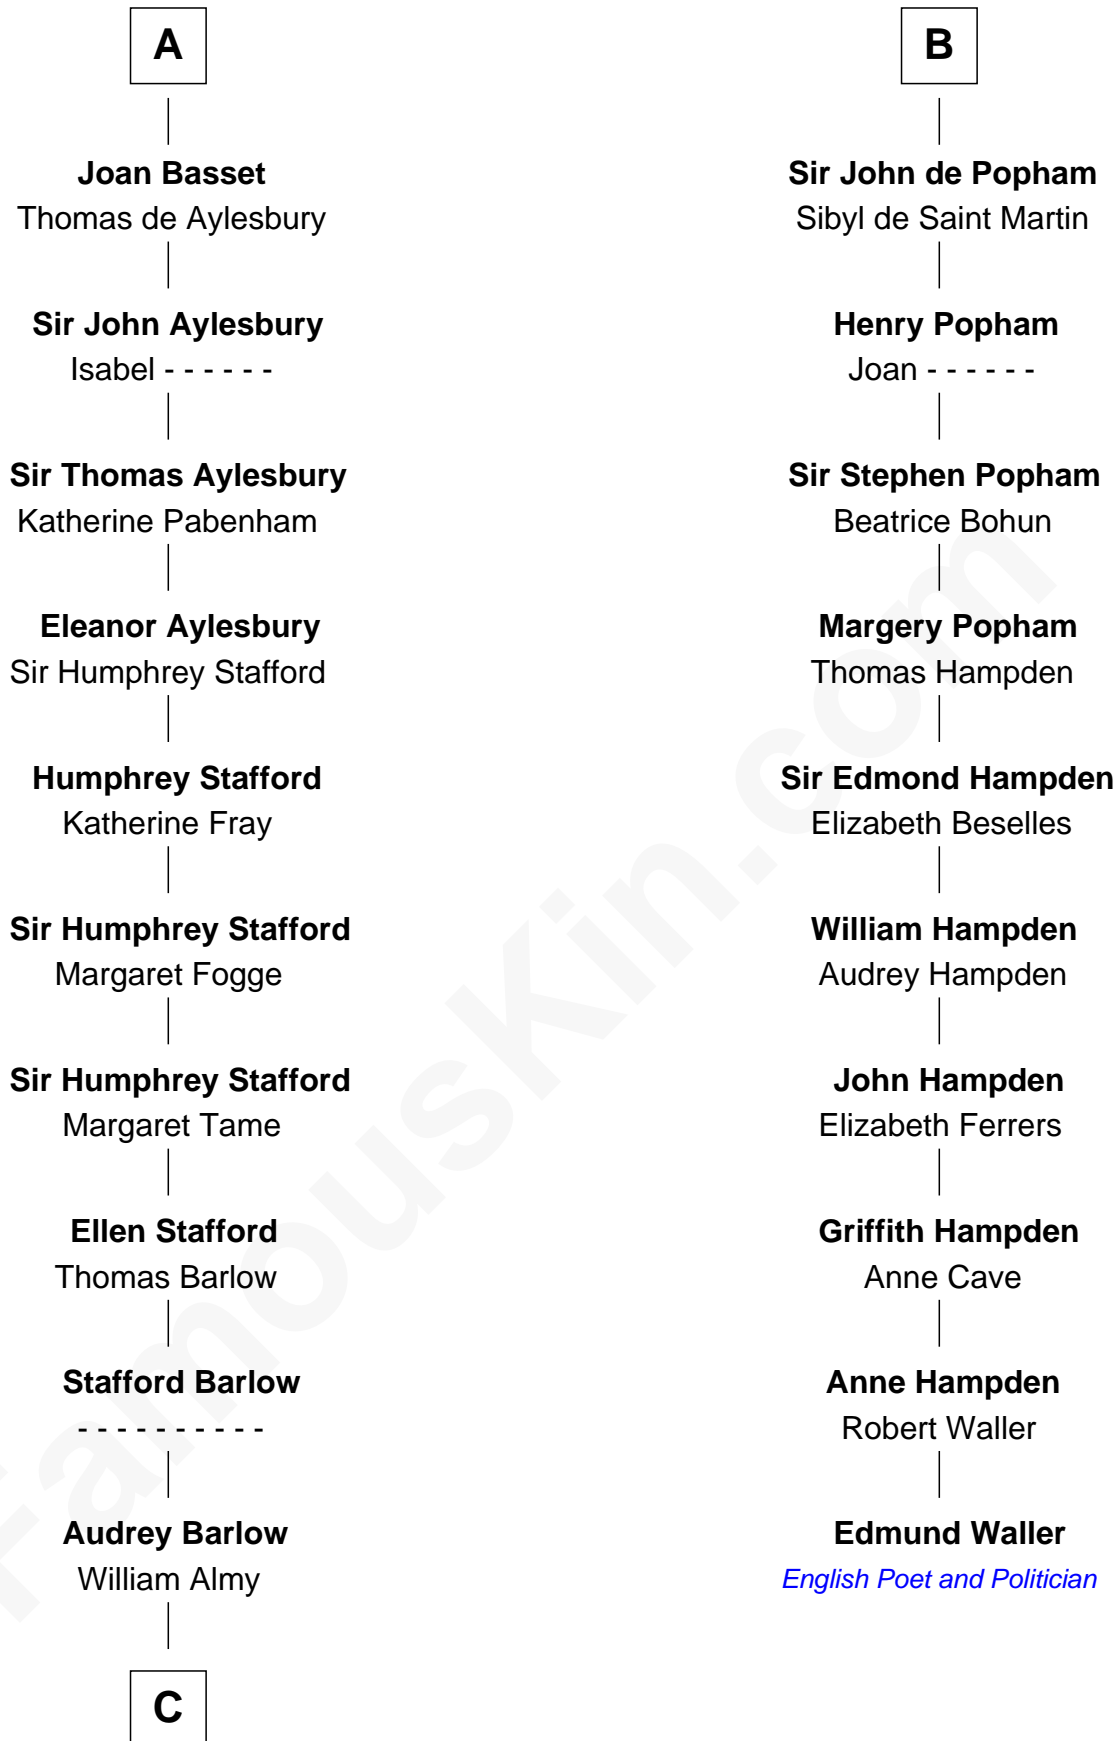 A
Joan Basset
Thomas de Aylesbury
Sir John Aylesbury
Isabel - - - - - -
Sir Thomas Aylesbury
Katherine Pabenham
Eleanor Aylesbury
Sir Humphrey Stafford
Humphrey Stafford
Katherine Fray
Sir Humphrey Stafford
Margaret Fogge
Sir Humphrey Stafford
Margaret Tame
Ellen Stafford
Thomas Barlow
Stafford Barlow
- - - - - - - - - -
Audrey Barlow
William Almy
C
B
Sir John de Popham
Sibyl de Saint Martin
Henry Popham
Joan - - - - - -
Sir Stephen Popham
Beatrice Bohun
Margery Popham
Thomas Hampden
Sir Edmond Hampden
Elizabeth Beselles
William Hampden
Audrey Hampden
John Hampden
Elizabeth Ferrers
Griffith Hampden
Anne Cave
Anne Hampden
Robert Waller
Edmund Waller
English Poet and Politician
FamousKin.com